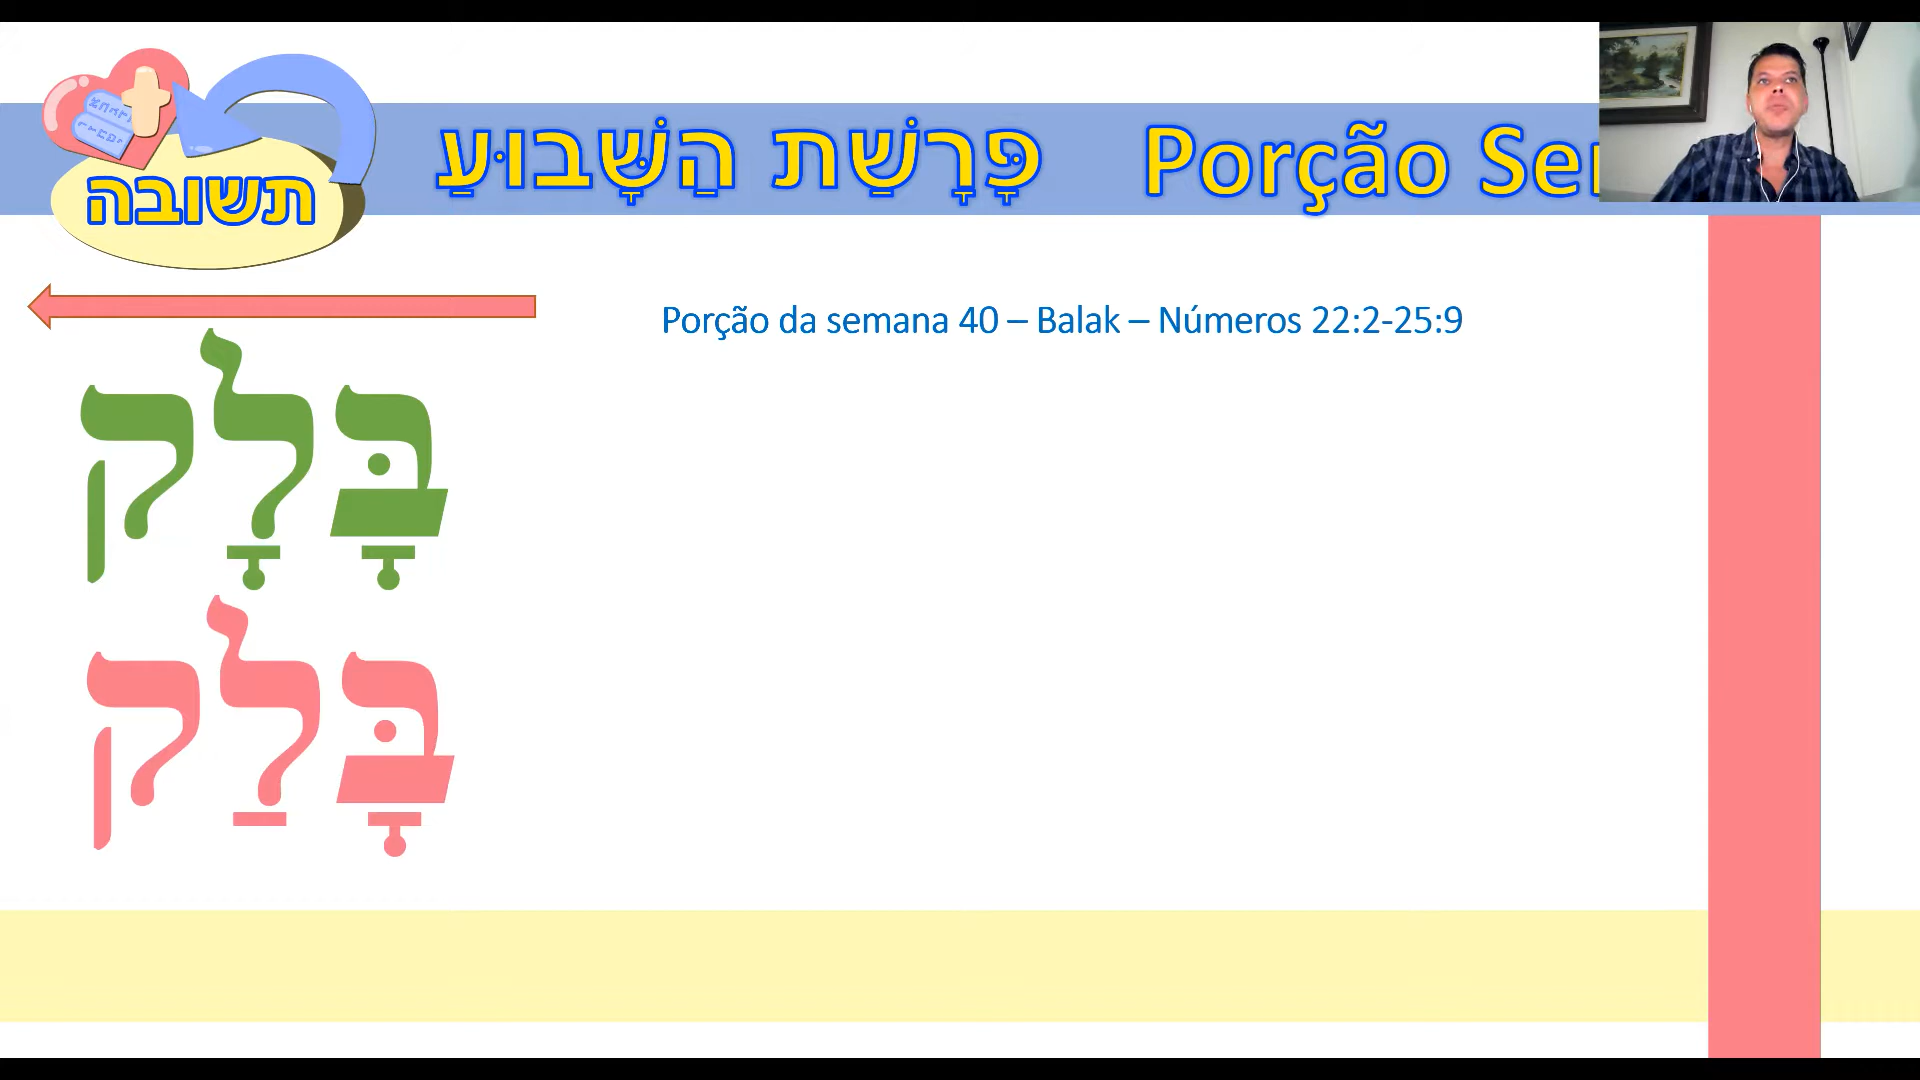 תשובה
פָּרָשַׁת הַשָּׁבוּעַ Porção Se
Porção da semana 40 – Balak – Números 22:2-25:9
בָּלָק
בָּלַק